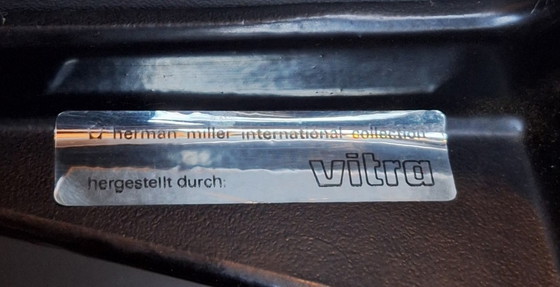 herman miller international collection
hergestellt durch:
vitra